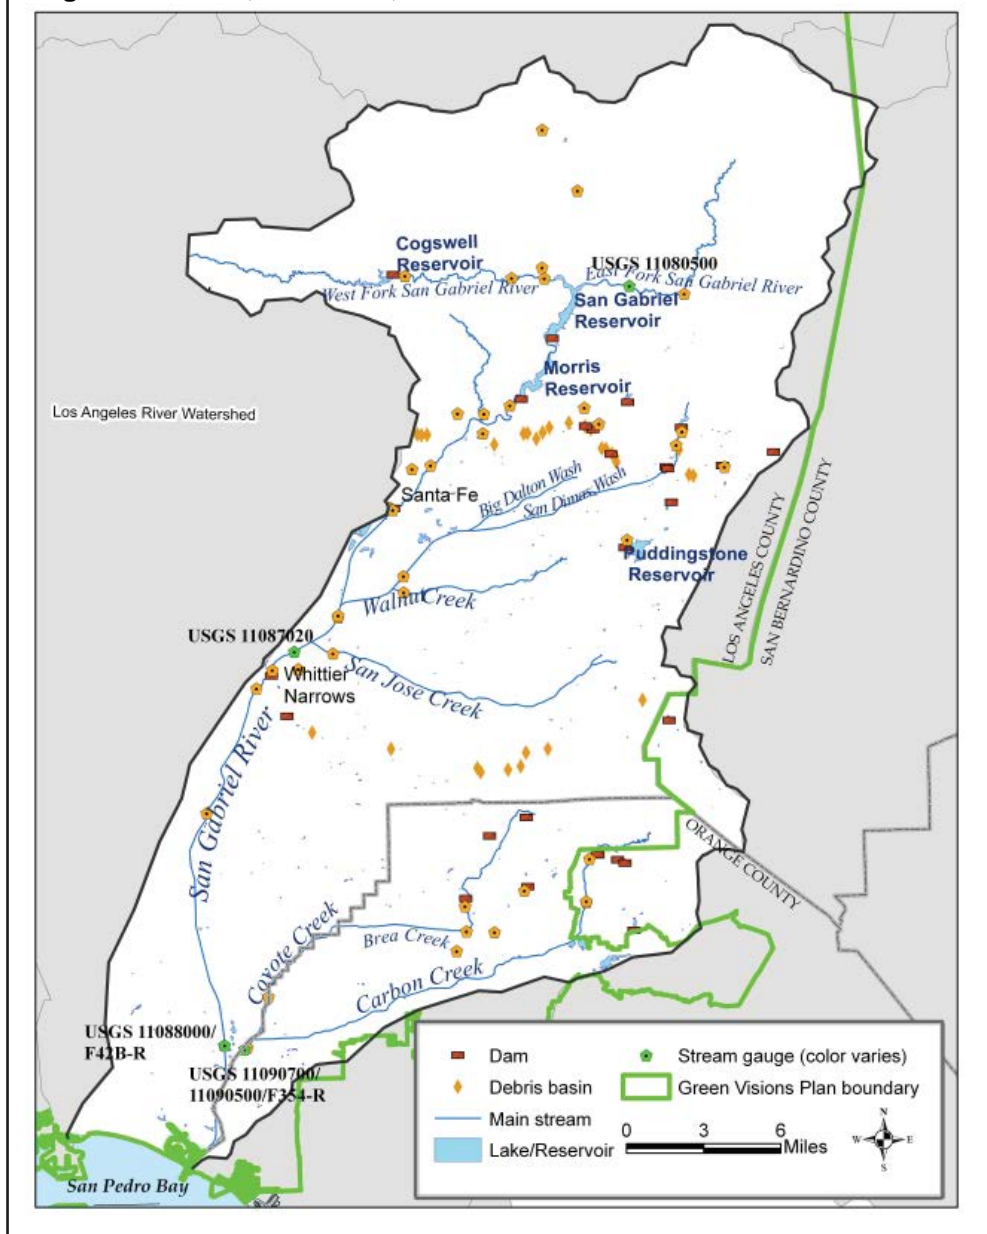 Cogswell
Reservoir
USGS 11080500
East Fork San Gabriel River
West Fork San Gabriel River
San Gabriel
Reservoir
Morris
Reservoir
Los Angeles River Watershed
Santa Fe
Big Dalton Wash
San Dimas Wash
Puddingstone
Reservoir
Walnut Creek
LOS ANGELES COUNTY
SAN BERNARDINO COUNTY
USGS 11087020
Whittier
Narrows
San Jose Creek
San Gabriel River
ORANGE COUNTY
Coyote Creek
Brea Creek
Carbon Creek
USGS 11088000/
F42B-R
USGS 11090700/
11090500/F354-R
Dam
Debris basin
Main stream
Lake/Reservoir
Stream gauge (color varies)
Green Visions Plan boundary
0 3 6
Miles
N
W E
S
San Pedro Bay